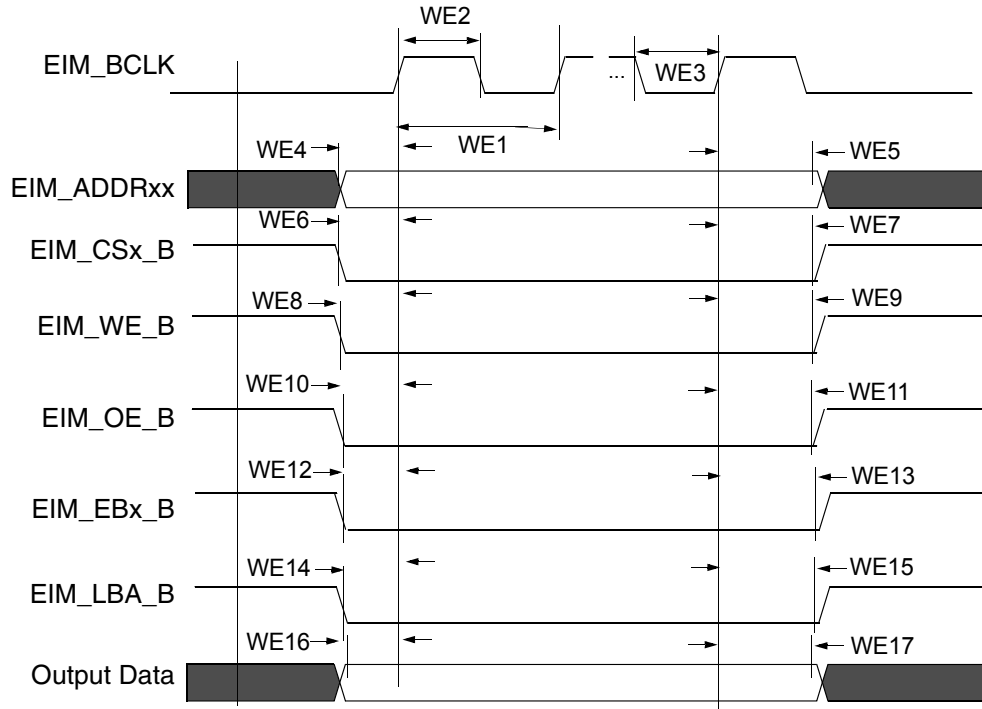 WE2
EIM_BCLK
...
WE3
WE1
WE4
WE5
EIM_ADDRxx
WE6
WE7
EIM_CSx_B
WE8
WE9
EIM_WE_B
WE10
WE11
EIM_OE_B
WE12
WE13
EIM_EBx_B
WE14
WE15
EIM_LBA_B
WE16
WE17
Output Data